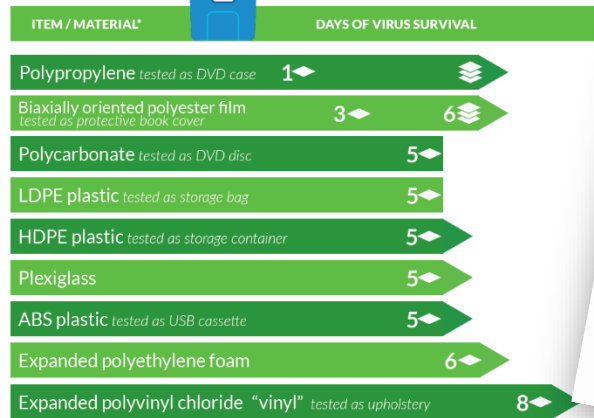 ITEM / MATERIAL* DAYS OF VIRUS SURVIVAL
Polypropylene tested as DVD case 1
Biaxially oriented polyester film
tested as protective book cover 3 6
Polycarbonate tested as DVD disc 5
LDPE plastic tested as storage bag 5
HDPE plastic tested as storage container 5
Plexiglass 5
ABS plastic tested as USB cassette 5
Expanded polyethylene foam 6
Expanded polyvinyl chloride “vinyl” tested as upholstery 8